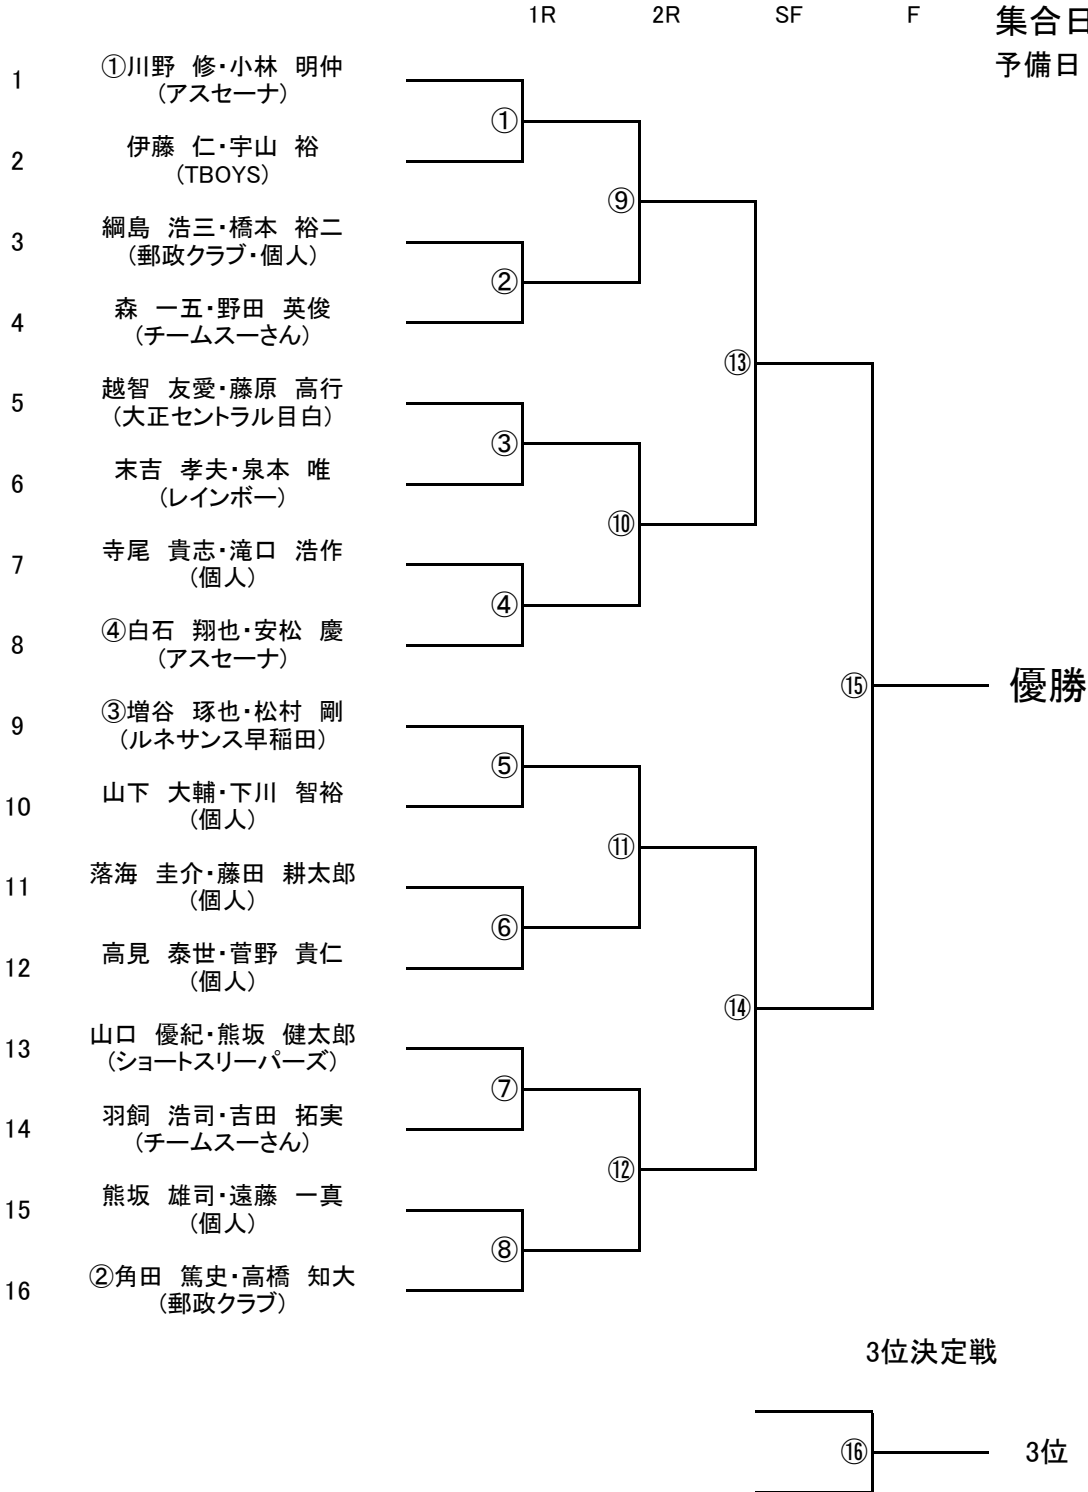 1R 2R SF F 集合日
予備日
1 ①川野 修・小林 明仲
(アスセーナ)
①
2 伊藤 仁・宇山 裕
(TBOYS)
⑨
3 綱島 浩三・橋本 裕二
(郵政クラブ・個人)
②
4 森 一五・野田 英俊
(チームスーさん)
⑬
5 越智 友愛・藤原 高行
(大正セントラル目白)
③
6 末吉 孝夫・泉本 唯
(レインボー)
⑩
7 寺尾 貴志・滝口 浩作
(個人)
④
8 ④白石 翔也・安松 慶
(アスセーナ)
⑮ 優勝
9 ③増谷 琢也・松村 剛
(ルネサンス早稲田)
⑤
10 山下 大輔・下川 智裕
(個人)
⑪
11 落海 圭介・藤田 耕太郎
(個人)
⑥
12 高見 泰世・菅野 貴仁
(個人)
⑭
13 山口 優紀・熊坂 健太郎
(ショートスリーパーズ)
⑦
14 羽飼 浩司・吉田 拓実
(チームスーさん)
⑫
15 熊坂 雄司・遠藤 一真
(個人)
⑧
16 ②角田 篤史・高橋 知大
(郵政クラブ)
3位決定戦
⑯ 3位